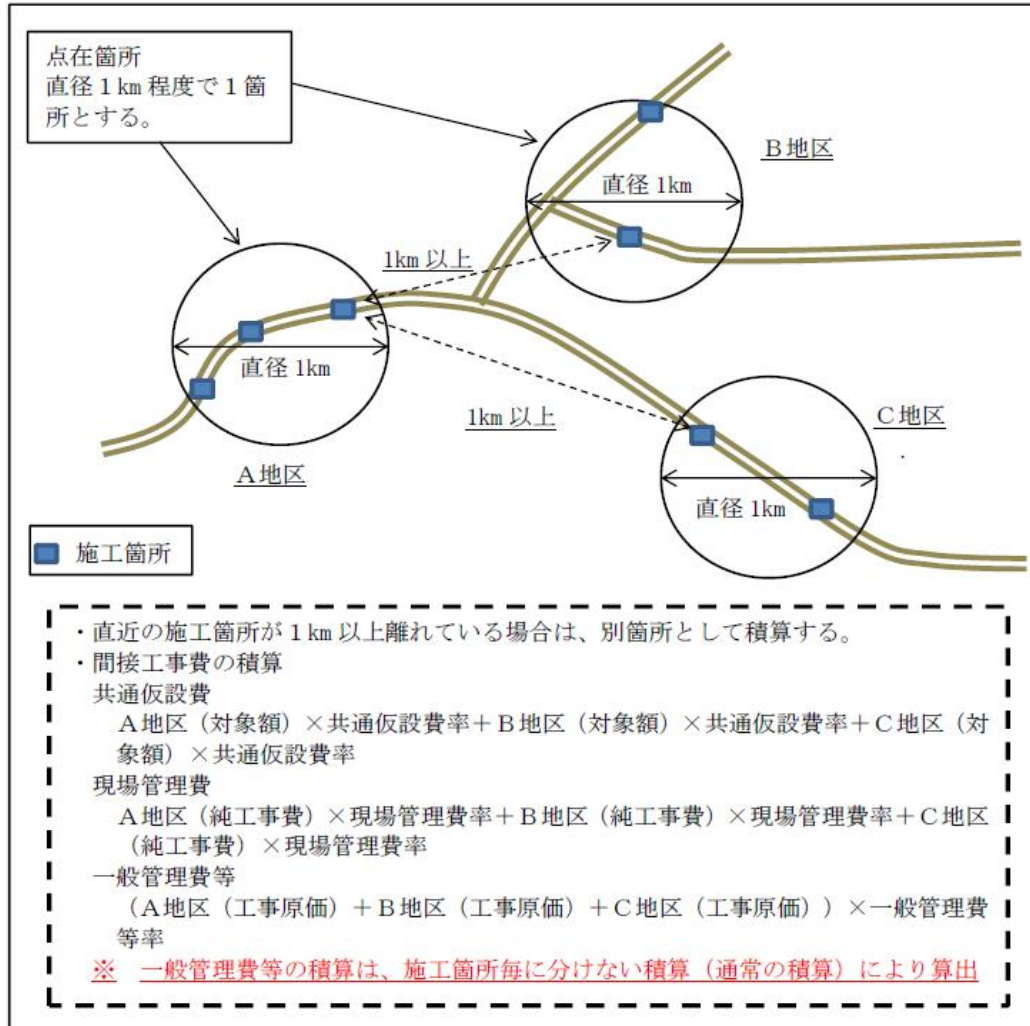 点在箇所
直径１km 程度で１箇
所とする。
Ｂ地区
直径 1km
1km 以上
直径 1km
1km 以上
Ｃ地区
Ａ地区
直径 1km
施工箇所
・直近の施工箇所が１km 以上離れている場合は、別箇所として積算する。
・間接工事費の積算
共通仮設費
Ａ地区（対象額）×共通仮設費率＋Ｂ地区（対象額）×共通仮設費率＋Ｃ地区（対
象額）×共通仮設費率
現場管理費
Ａ地区（純工事費）×現場管理費率＋Ｂ地区（純工事費）×現場管理費率＋Ｃ地区
（純工事費）×現場管理費率
一般管理費等
（Ａ地区（工事原価）＋Ｂ地区（工事原価）＋Ｃ地区（工事原価））×一般管理費
等率
※　一般管理費等の積算は、施工箇所毎に分けない積算（通常の積算）により算出